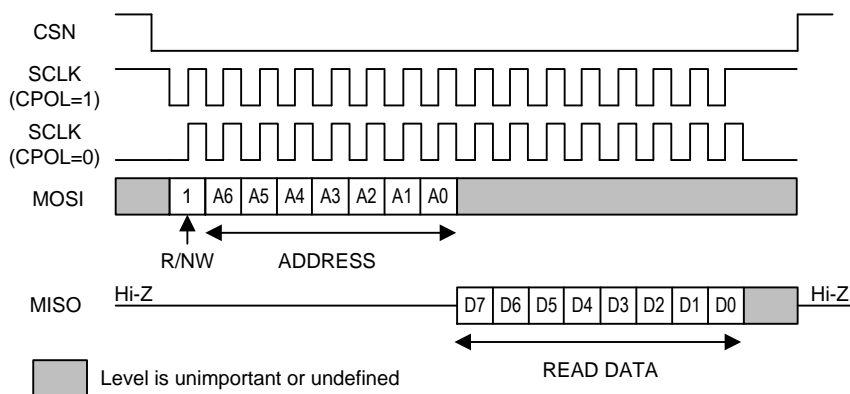 CSN
SCLK
(CPOL=1)
SCLK
(CPOL=0)
MOSI 1 A6 A5 A4 A3 A2 A1 A0
R/NW ADDRESS
MISO Hi-Z D7 D6 D5 D4 D3 D2 D1 D0 Hi-Z
READ DATA
Level is unimportant or undefined